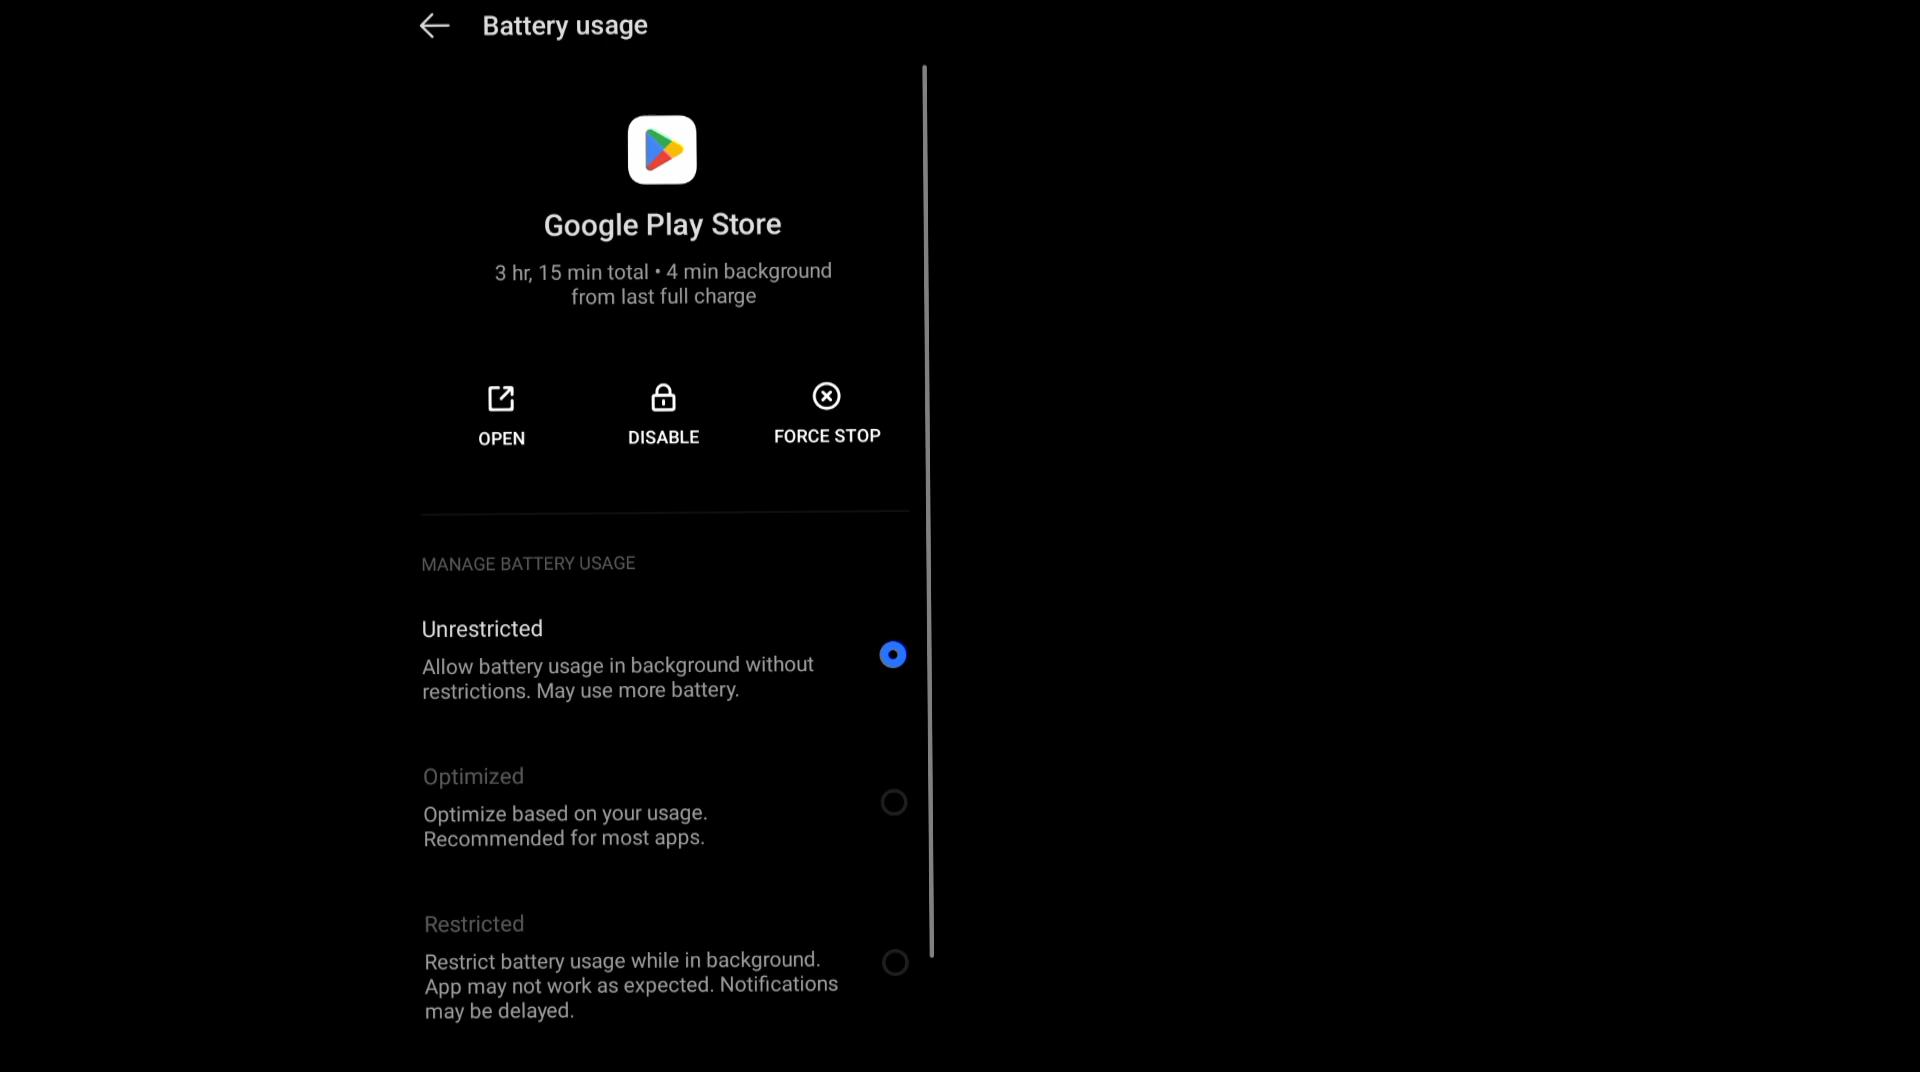 Battery usage
Google Play Store
3 hr, 15 min total • 4 min background
from last full charge
OPEN
DISABLE
FORCE STOP
MANAGE BATTERY USAGE
Unrestricted
Allow battery usage in background without
restrictions. May use more battery.
Optimized
Optimize based on your usage.
Recommended for most apps.
Restricted
Restrict battery usage while in background.
App may not work as expected. Notifications
may be delayed.